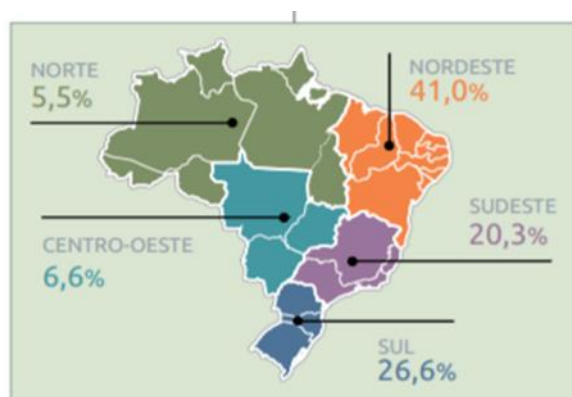 NORTE
5,5%
NORDESTE
41,0%
CENTRO-OESTE
6,6%
SUDESTE
20,3%
SUL
26,6%